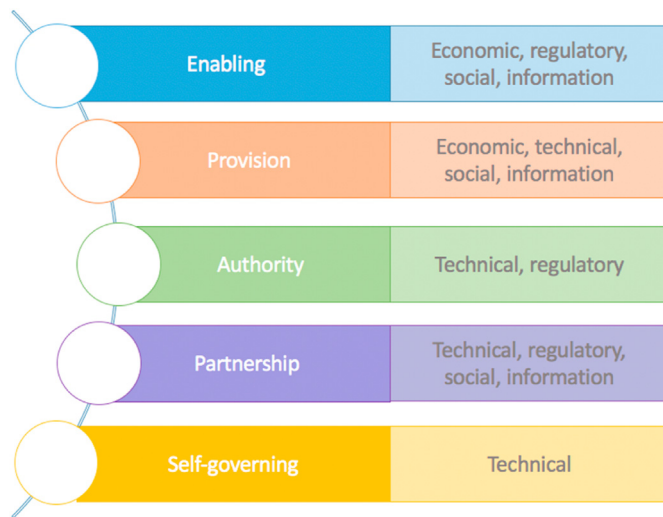 Enabling
Economic, regulatory,
social, information
Provision
Economic, technical,
social, information
Authority
Technical, regulatory
Partnership
Technical, regulatory,
social, information
Self-governing
Technical